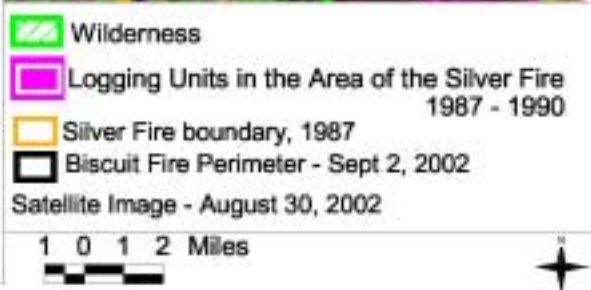 Wilderness
Logging Units in the Area of the Silver Fire
1987 - 1990
Silver Fire boundary, 1987
Biscuit Fire Perimeter - Sept 2, 2002
Satellite Image - August 30, 2002
1 0 1 2 Miles
N